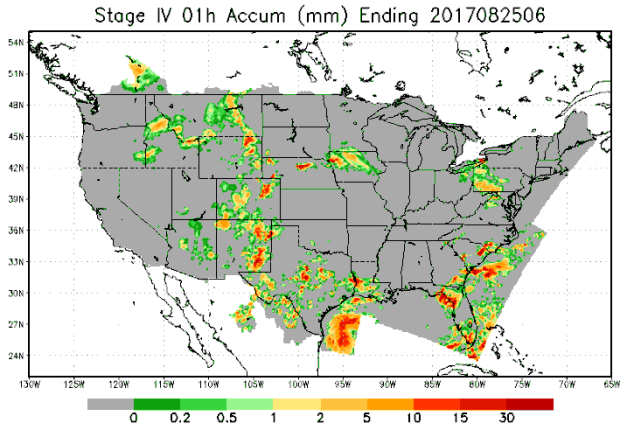 Stage IV 01h Accum (mm) Ending 2017082506
54N
51N
48N
45N
42N
39N
36N
33N
30N
27N
24N
130W 125W 120W 115W 110W 105W 100W 95W 90W 85W 80W 75W 70W 65W
0 0.2 0.5 1 2 5 10 15 30